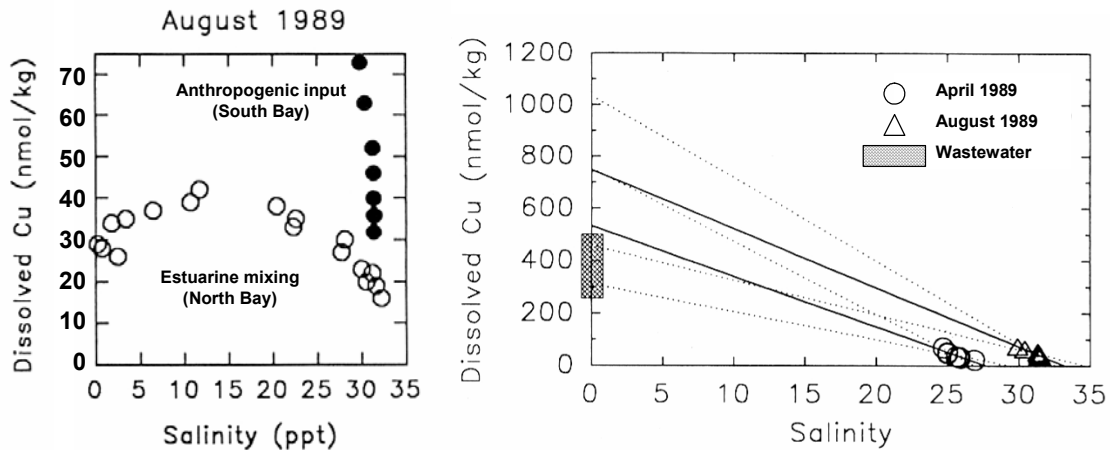 August 1989
Dissolved Cu (nmol/kg)
70
60
50
40
30
20
10
0
Anthropogenic input
(South Bay)
Estuarine mixing
(North Bay)
0 5 10 15 20 25 30 35
Salinity (ppt)
Dissolved Cu (nmol/kg)
1200
1000
800
600
400
200
0
April 1989
August 1989
Wastewater
0 5 10 15 20 25 30 35
Salinity